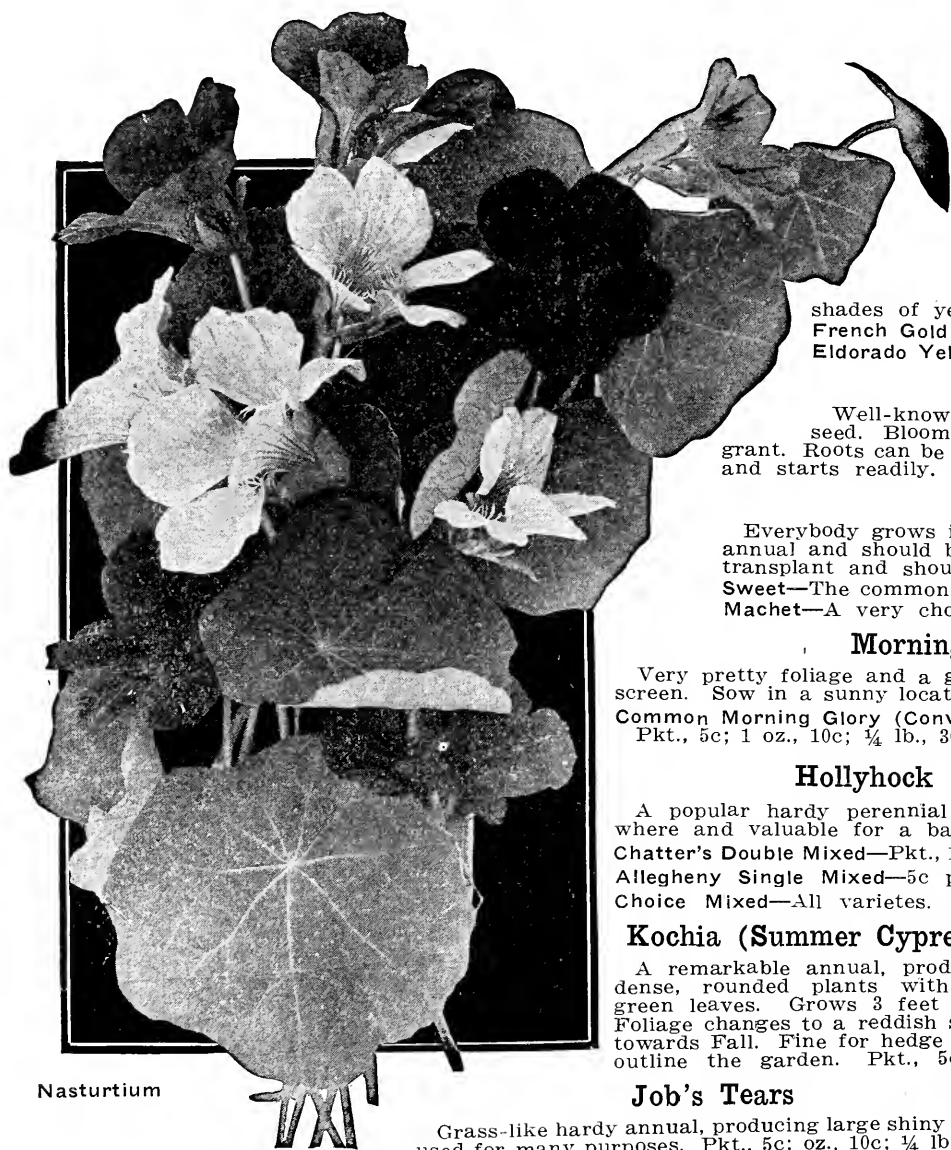 shades of ye
French Gold
Eldorado Yel
Well-know
seed. Bloom
grant. Roots can be
and starts readily.
Everybody grows i
annual and should b
transplant and shou
Sweet—The common
Machet—A very cho
Mornin
Very pretty foliage and a g
screen. Sow in a sunny locat
Common Morning Glory (Conv
Pkt., 5c; 1 oz., 10c; ¼ lb., 3
Hollyhock
A popular hardy perennial
where and valuable for a ba
Chatter's Double Mixed—Pkt., 1
Allegheny Single Mixed—5c p
Choice Mixed—All varietes.
Kochia (Summer Cypre
A remarkable annual, prod
dense, rounded plants with
green leaves. Grows 3 feet
Foliage changes to a reddish s
towards Fall. Fine for hedge
outline the garden. Pkt., 5c
Nasturtium
Job's Tears
Grass-like hardy annual, producing large shiny
used for many purposes. Pkt., 5c; oz., 10c; ¼ lb